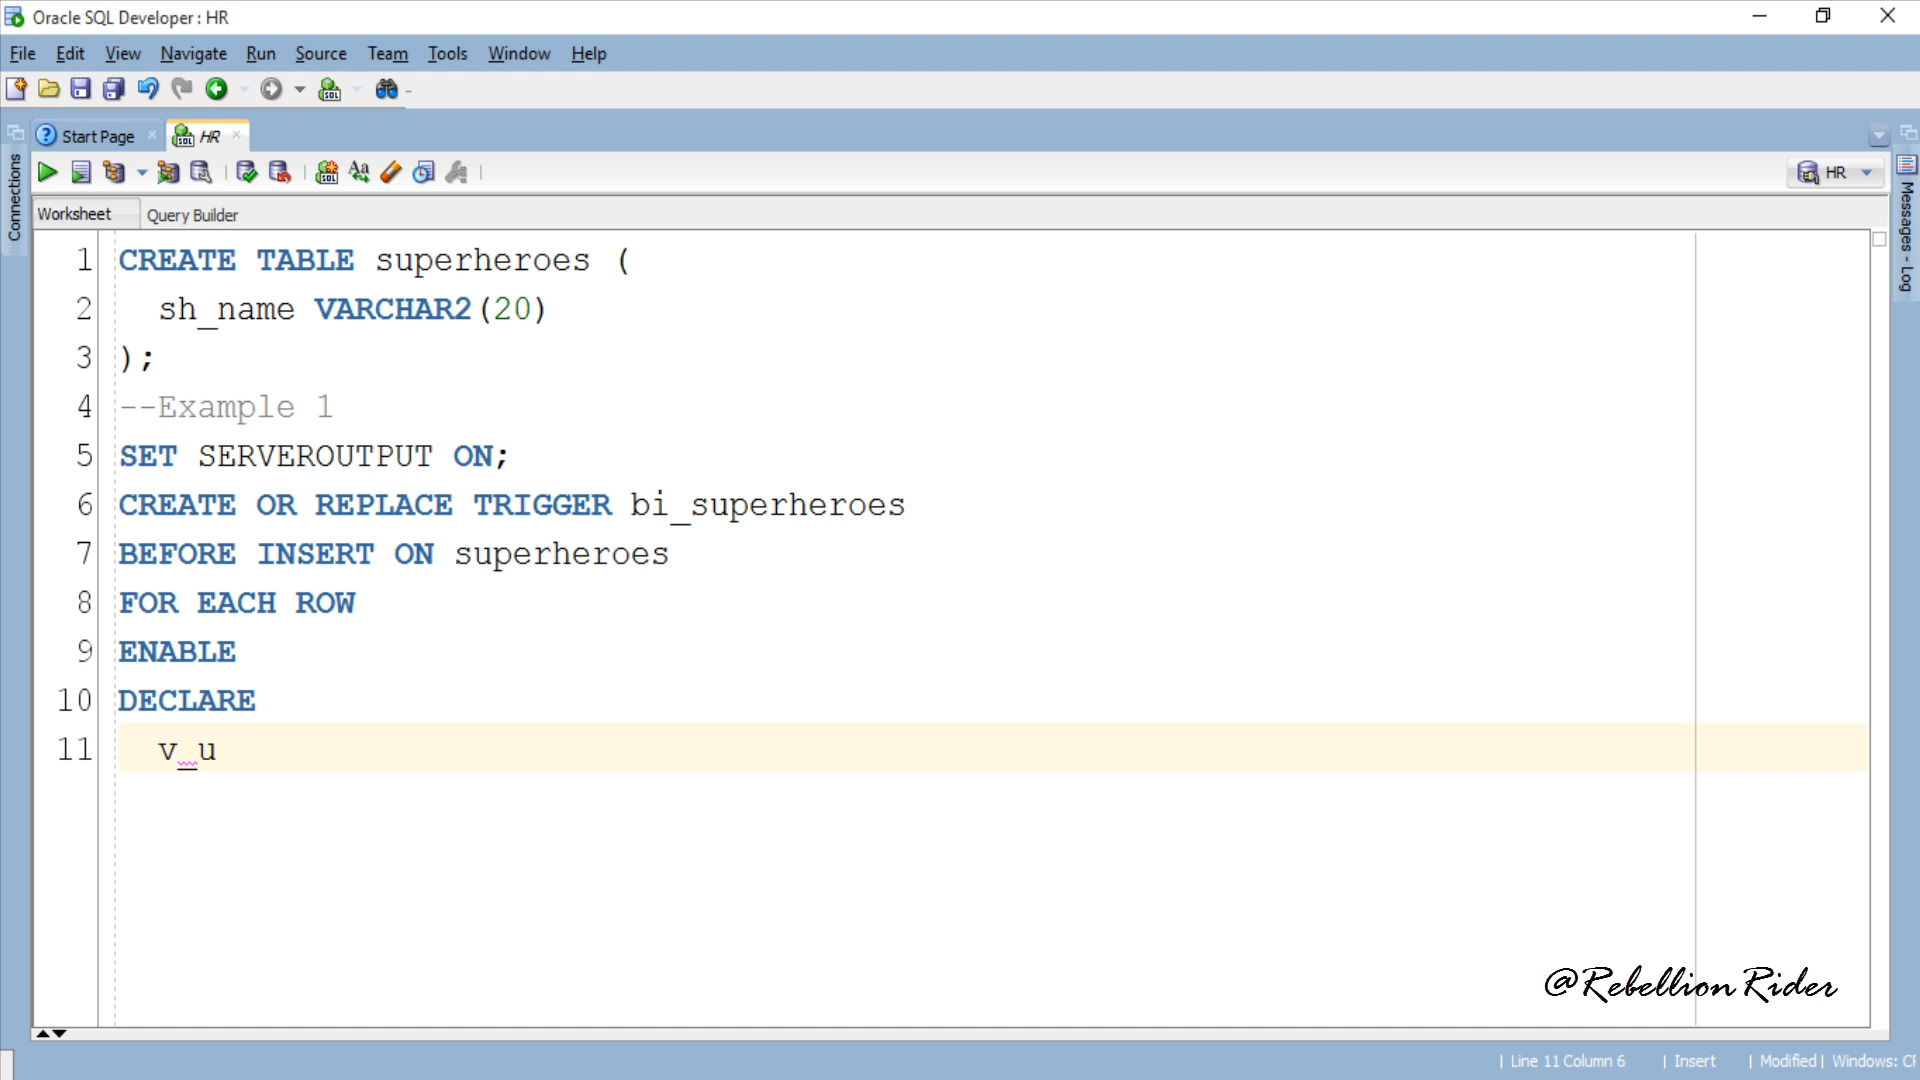 Oracle SQL Developer : HR
File Edit View Navigate Run Source Team Tools Window Help
Start Page HR
HR
Connections
Messages - Log
Worksheet Query Builder
1 CREATE TABLE superheroes (
2 sh_name VARCHAR2(20)
3 );
4 --Example 1
5 SET SERVEROUTPUT ON;
6 CREATE OR REPLACE TRIGGER bi_superheroes
7 BEFORE INSERT ON superheroes
8 FOR EACH ROW
9 ENABLE
10 DECLARE
11 v_u
@Rebellion Rider
| Line 11 Column 6 | Insert | Modified | Windows: CF